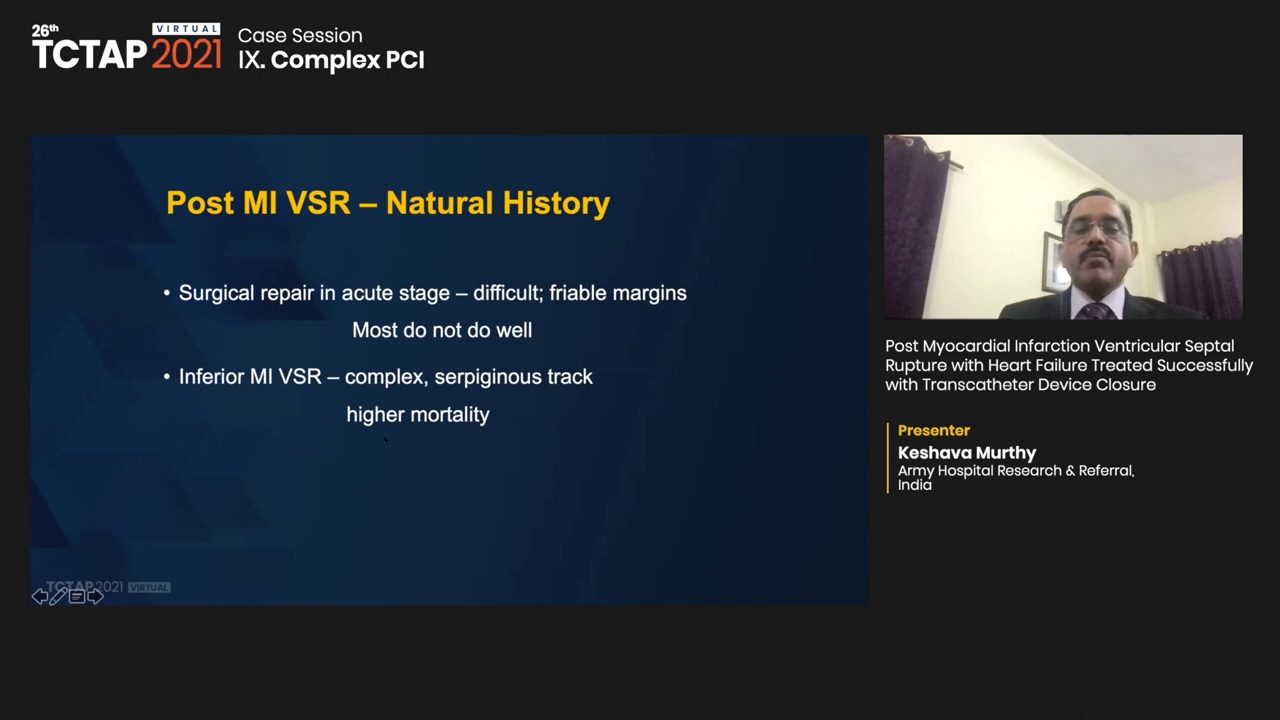 26th
TCTAP
VIRTUAL
2021
Case Session
IX. Complex PCI
Post MI VSR – Natural History
• Surgical repair in acute stage – difficult; friable margins
Most do not do well
• Inferior MI VSR – complex, serpiginous track
higher mortality
TCTAP2021 VIRTUAL
Post Myocardial Infarction Ventricular Septal
Rupture with Heart Failure Treated Successfully
with Transcatheter Device Closure
Presenter
Keshava Murthy
Army Hospital Research & Referral,
India